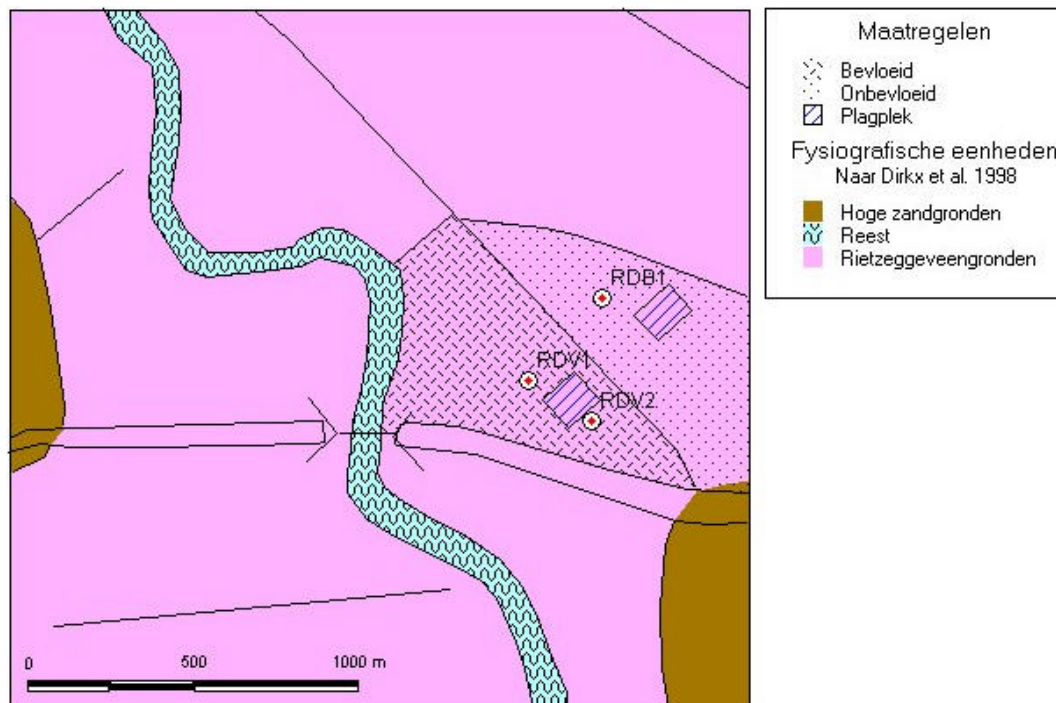 RDB1
RDV1
RDV2
0 500 1000 m
Maatregelen
Bevloeid
Onbevloeid
Plagplek
Fysiografische eenheden
Naar Dirkx et al. 1998
Hoge zandgronden
Reest
Rietzeggeveengronden